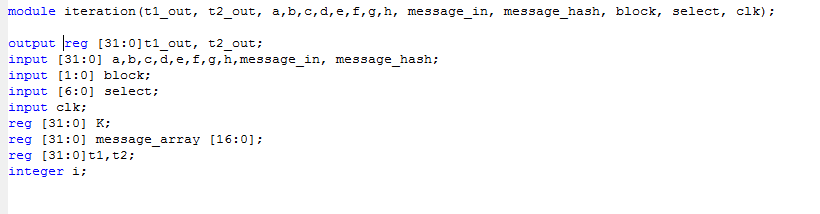 module iteration(t1_out, t2_out, a,b,c,d,e,f,g,h, message_in, message_hash, block, select, clk);
output reg [31:0]t1_out, t2_out;
input [31:0] a,b,c,d,e,f,g,h,message_in, message_hash;
input [1:0] block;
input [6:0] select;
input clk;
reg [31:0] K;
reg [31:0] message_array [16:0];
reg [31:0]t1,t2;
integer i;